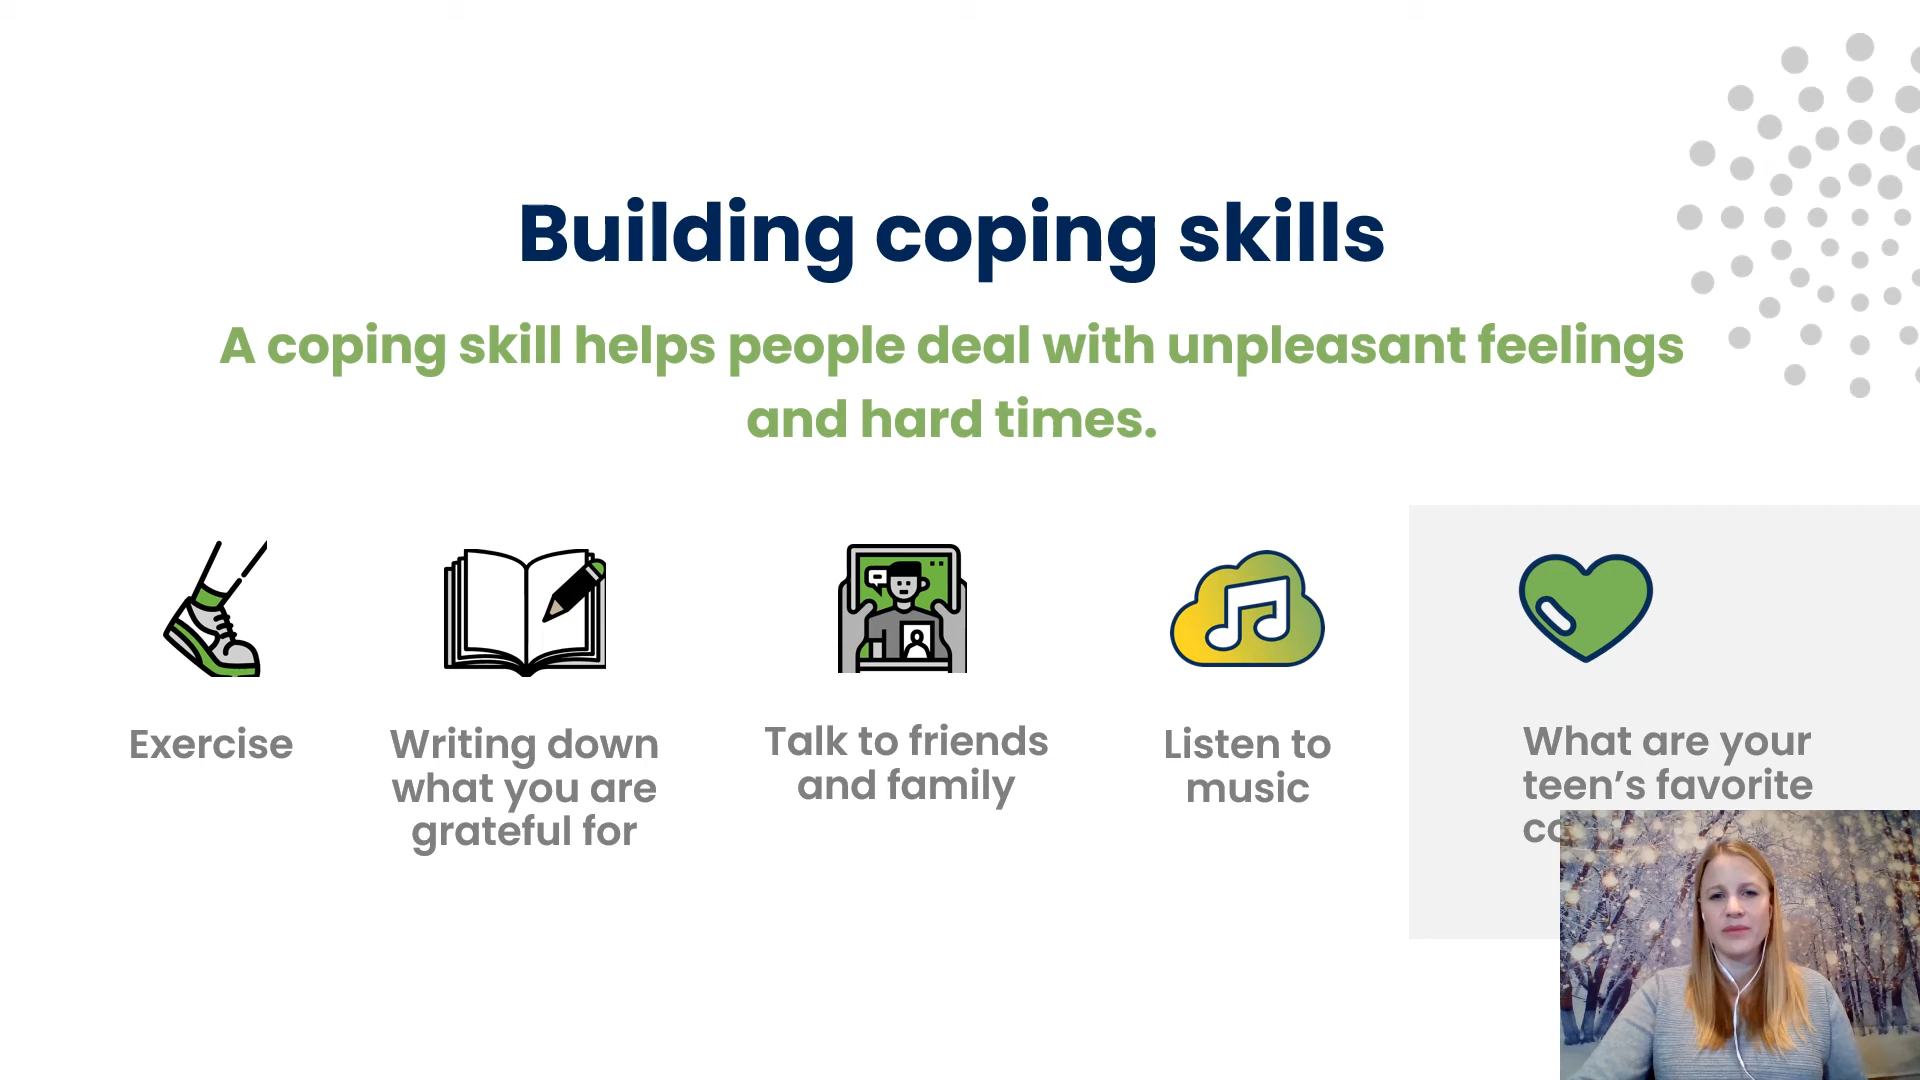 Building coping skills
A coping skill helps people deal with unpleasant feelings
and hard times.
Exercise
Writing down
what you are
grateful for
Talk to friends
and family
Listen to
music
What are your
teen’s favorite